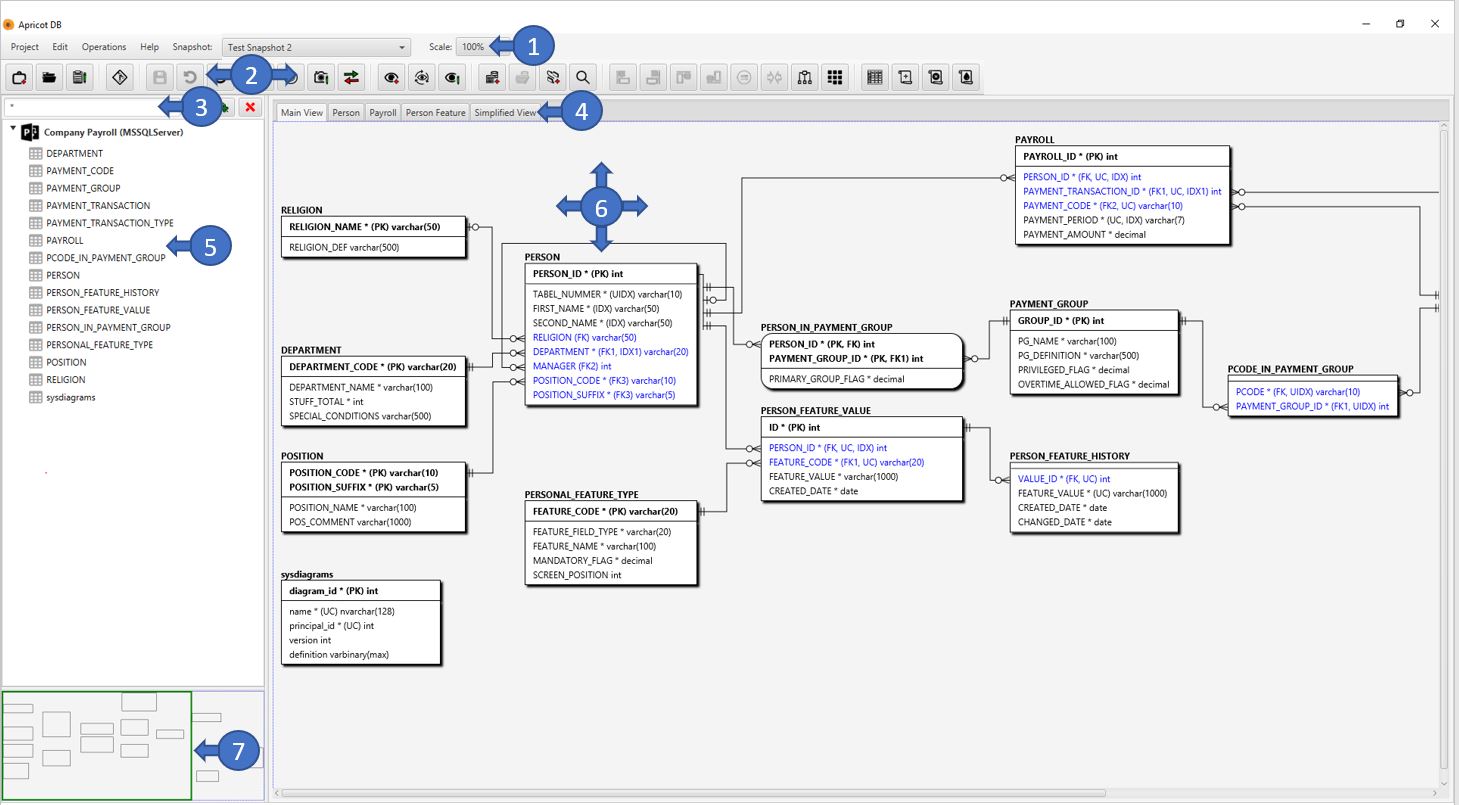 Apricot DB
Project Edit Operations Help Snapshot: Test Snapshot 2 Scale: 100% 1
2
* 3
Main View Person Payroll Person Feature Simplified View 4
Company Payroll (MSSQLServer)
DEPARTMENT
PAYMENT_CODE
PAYMENT_GROUP
PAYMENT_TRANSACTION
PAYMENT_TRANSACTION_TYPE
PAYROLL
PCODE_IN_PAYMENT_GROUP
PERSON
PERSON_FEATURE_HISTORY
PERSON_FEATURE_VALUE
PERSON_IN_PAYMENT_GROUP
PERSONAL_FEATURE_TYPE
POSITION
RELIGION
sysdiagrams
5
7
6
RELIGION
RELIGION_NAME * (PK) varchar(50)
RELIGION_DEF varchar(500)
DEPARTMENT
DEPARTMENT_CODE * (PK) varchar(20)
DEPARTMENT_NAME * varchar(100)
STUFF_TOTAL * int
SPECIAL_CONDITIONS varchar(500)
POSITION
POSITION_CODE * (PK) varchar(10)
POSITION_SUFFIX * (PK) varchar(5)
POSITION_NAME * varchar(100)
POS_COMMENT varchar(1000)
sysdiagrams
diagram_id * (PK) int
name * (UC) nvarchar(128)
principal_id * (UC) int
version int
definition varbinary(max)
PERSON
PERSON_ID * (PK) int
TABEL_NUMMER * (UIDX) varchar(10)
FIRST_NAME * (IDX) varchar(50)
SECOND_NAME * (IDX) varchar(50)
RELIGION (FK) varchar(50)
DEPARTMENT * (FK1, IDX1) varchar(20)
MANAGER (FK2) int
POSITION_CODE * (FK3) varchar(10)
POSITION_SUFFIX * (FK3) varchar(5)
PERSONAL_FEATURE_TYPE
FEATURE_CODE * (PK) varchar(20)
FEATURE_FIELD_TYPE * varchar(20)
FEATURE_NAME * varchar(100)
MANDATORY_FLAG * decimal
SCREEN_POSITION int
PERSON_IN_PAYMENT_GROUP
PERSON_ID * (PK, FK) int
PAYMENT_GROUP_ID * (PK, FK1) int
PRIMARY_GROUP_FLAG * decimal
PERSON_FEATURE_VALUE
ID * (PK) int
PERSON_ID * (FK, UC, IDX) int
FEATURE_CODE * (FK1, UC) varchar(20)
FEATURE_VALUE * varchar(1000)
CREATED_DATE * date
PAYROLL
PAYROLL_ID * (PK) int
PERSON_ID * (FK, UC, IDX) int
PAYMENT_TRANSACTION_ID * (FK1, UC, IDX1) int
PAYMENT_CODE * (FK2, UC) varchar(10)
PAYMENT_PERIOD * (UC, IDX) varchar(7)
PAYMENT_AMOUNT * decimal
PAYMENT_GROUP
GROUP_ID * (PK) int
PG_NAME * varchar(100)
PG_DEFINITION * varchar(500)
PRIVILEGED_FLAG * decimal
OVERTIME_ALLOWED_FLAG * decimal
PERSON_FEATURE_HISTORY
VALUE_ID * (FK, UC) int
FEATURE_VALUE * (UC) varchar(1000)
CREATED_DATE * date
CHANGED_DATE * date
PCODE_IN_PAYMENT_GROUP
PCODE * (FK, UIDX) varchar(10)
PAYMENT_GROUP_ID * (FK1, UIDX) int